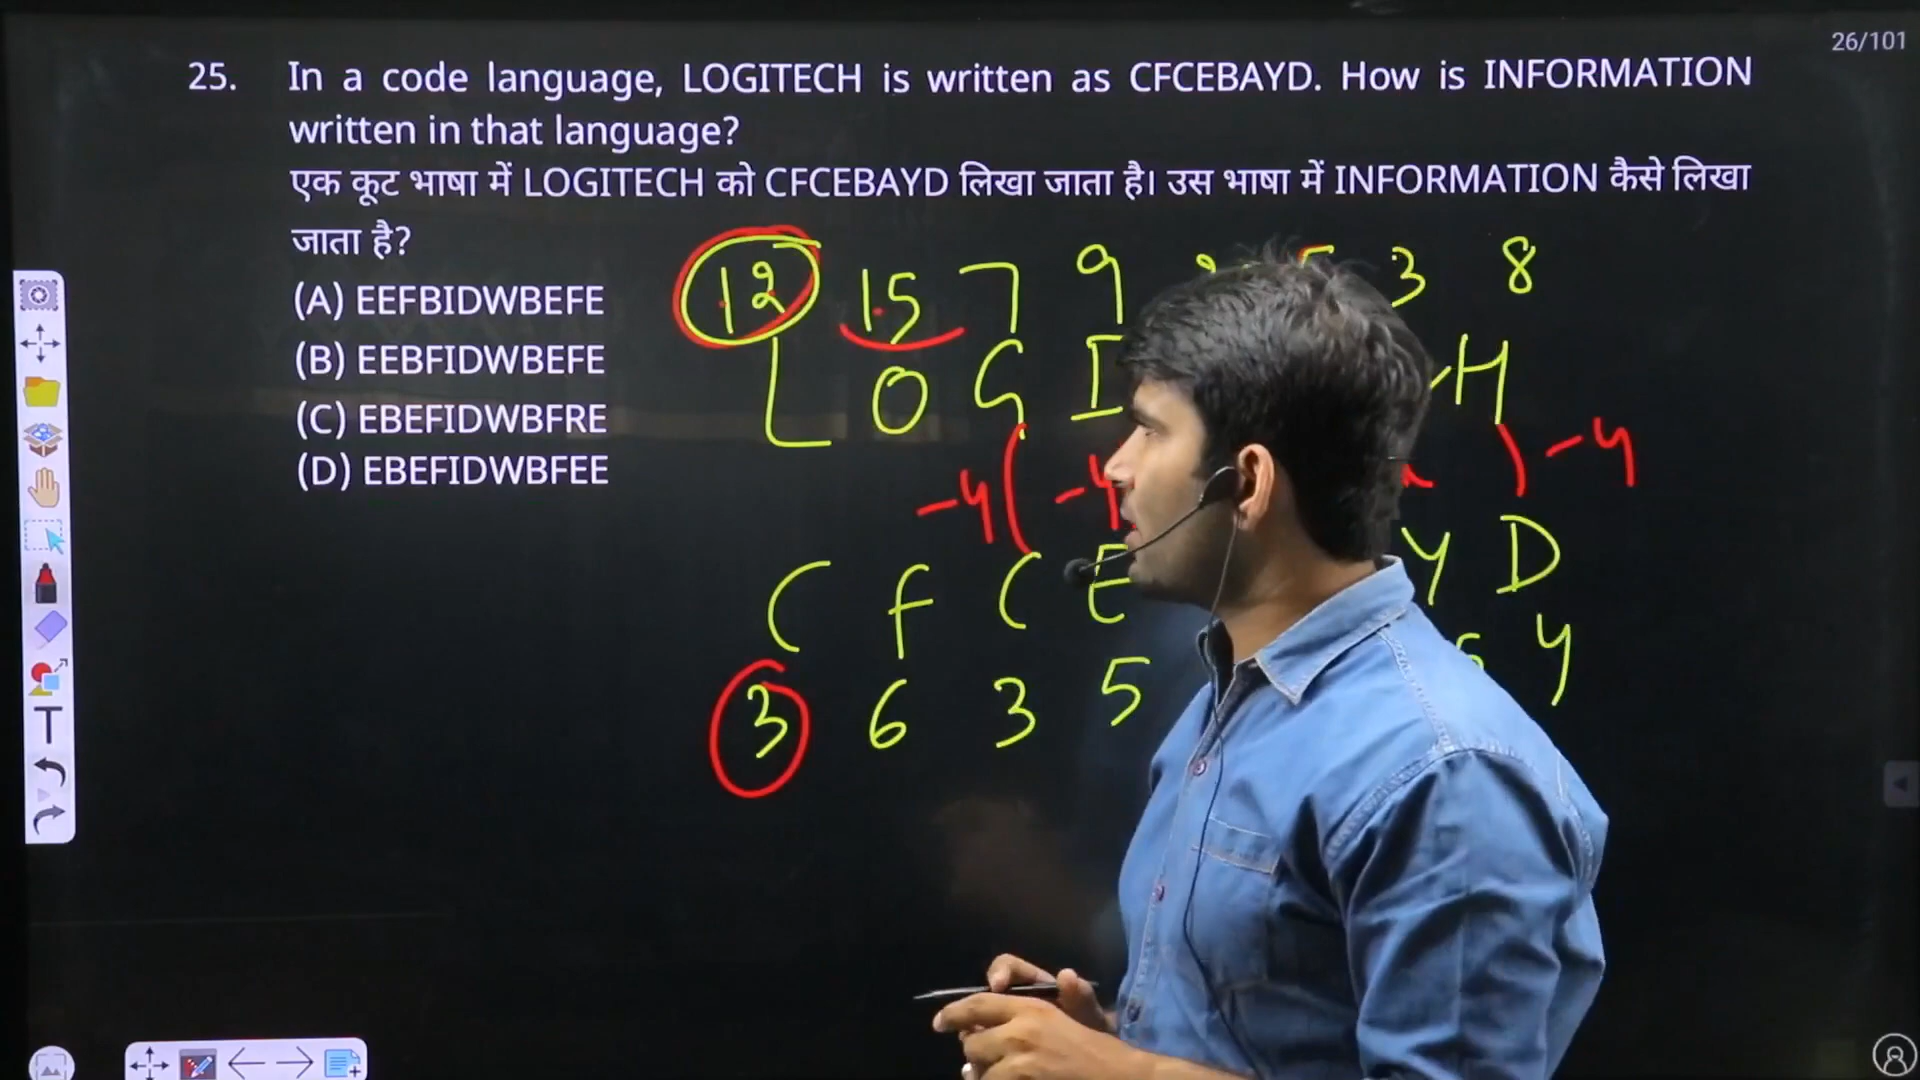 26/101
25. In a code language, LOGITECH is written as CFCEBAYD. How is INFORMATION
written in that language?
एक कूट भाषा में LOGITECH को CFCEBAYD लिखा जाता है। उस भाषा में INFORMATION कैसे लिखा
जाता है?
(A) EEFBIDWBEFE
(B) EEBFIDWBEFE
(C) EBEFIDWBFRE
(D) EBEFIDWBFEE
12 15 7 9 3 8
L O G I H
-4 -4 -4
C F C E Y D
3 6 3 5 4
T